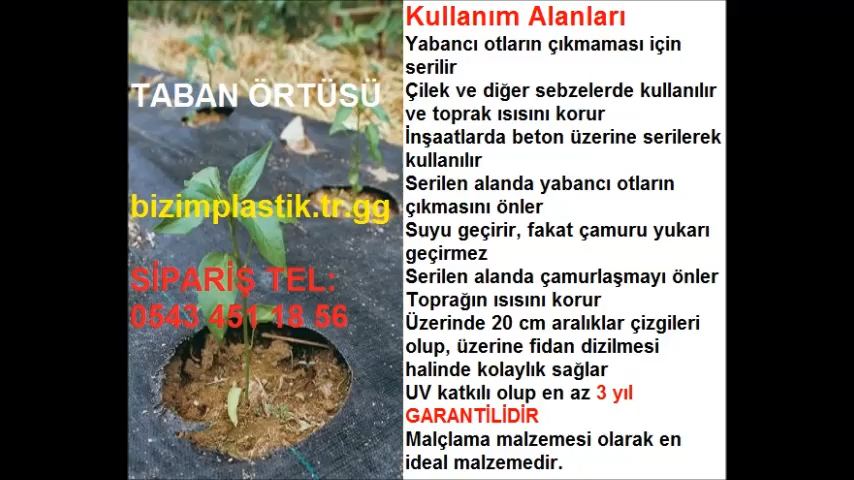 TABAN ÖRTÜSÜ
bizimplastik.tr.gg
SİPARİŞ TEL:
0543 451 18 56
Kullanım Alanları
Yabancı otların çıkmaması için
serilir
Çilek ve diğer sebzelerde kullanılır
ve toprak ısısını korur
İnşaatlarda beton üzerine serilerek
kullanılır
Serilen alanda yabancı otların
çıkmasını önler
Suyu geçirir, fakat çamuru yukarı
geçirmez
Serilen alanda çamurlaşmayı önler
Toprağın ısısını korur
Üzerinde 20 cm aralıklar çizgileri
olup, üzerine fidan dizilmesi
halinde kolaylık sağlar
UV katkılı olup en az 3 yıl
GARANTİLİDİR
Malçlama malzemesi olarak en
ideal malzemedir.